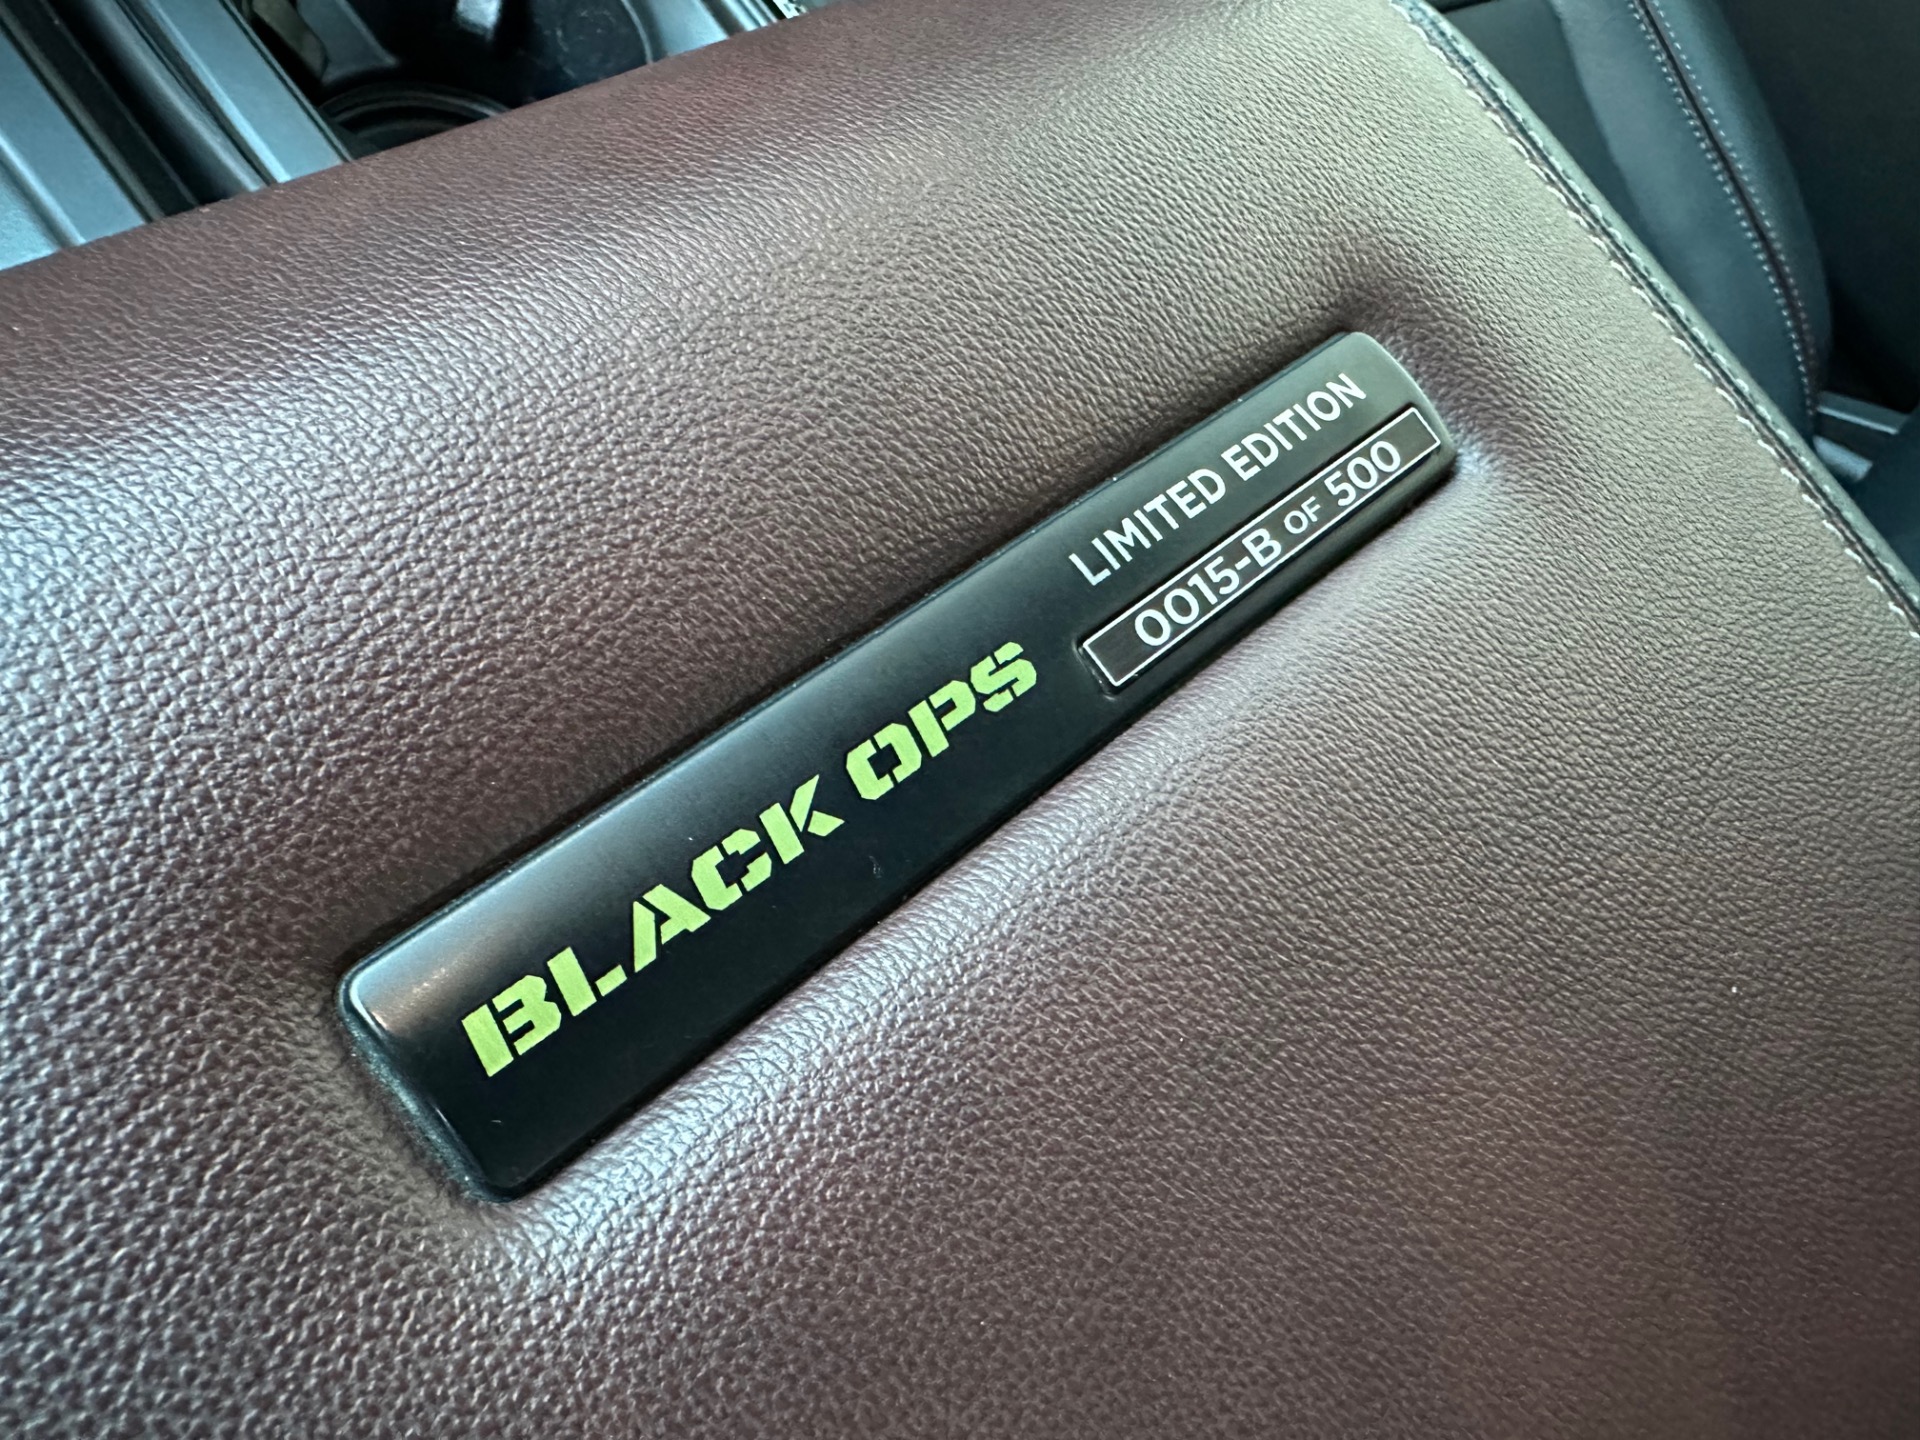 BLACK OPS
LIMITED EDITION
0015-B OF 500